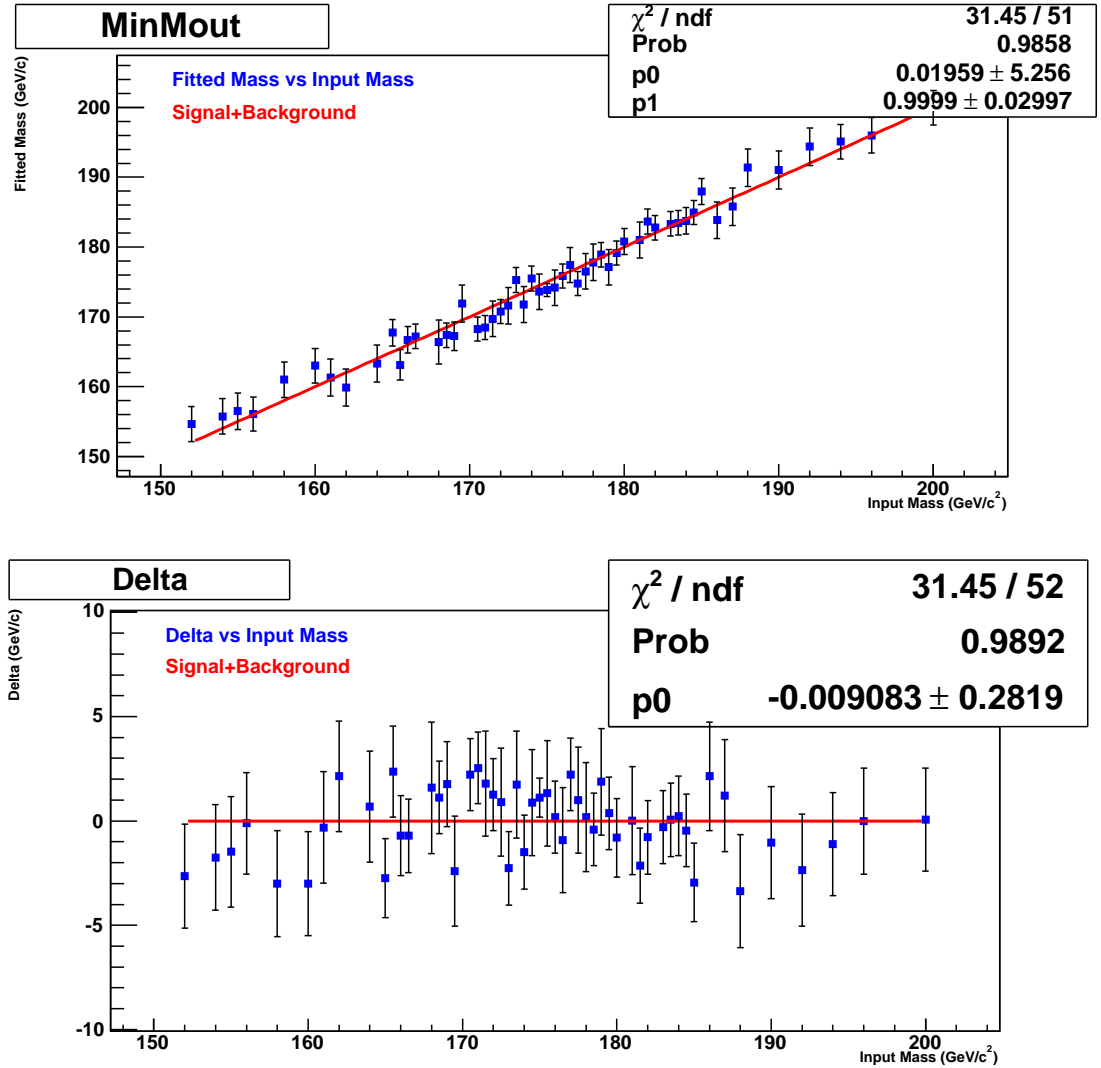 MinMout
χ² / ndf 31.45 / 51
Prob 0.9858
p0 0.01959 ± 5.256
p1 0.9999 ± 0.02997
Fitted Mass vs Input Mass
Signal+Background
Fitted Mass (GeV/c)
200
190
180
170
160
150
150 160 170 180 190 200
Input Mass (GeV/c²)
Delta
χ² / ndf 31.45 / 52
Prob 0.9892
p0 -0.009083 ± 0.2819
Delta vs Input Mass
Signal+Background
Delta (GeV/c)
10
5
0
-5
-10
150 160 170 180 190 200
Input Mass (GeV/c²)